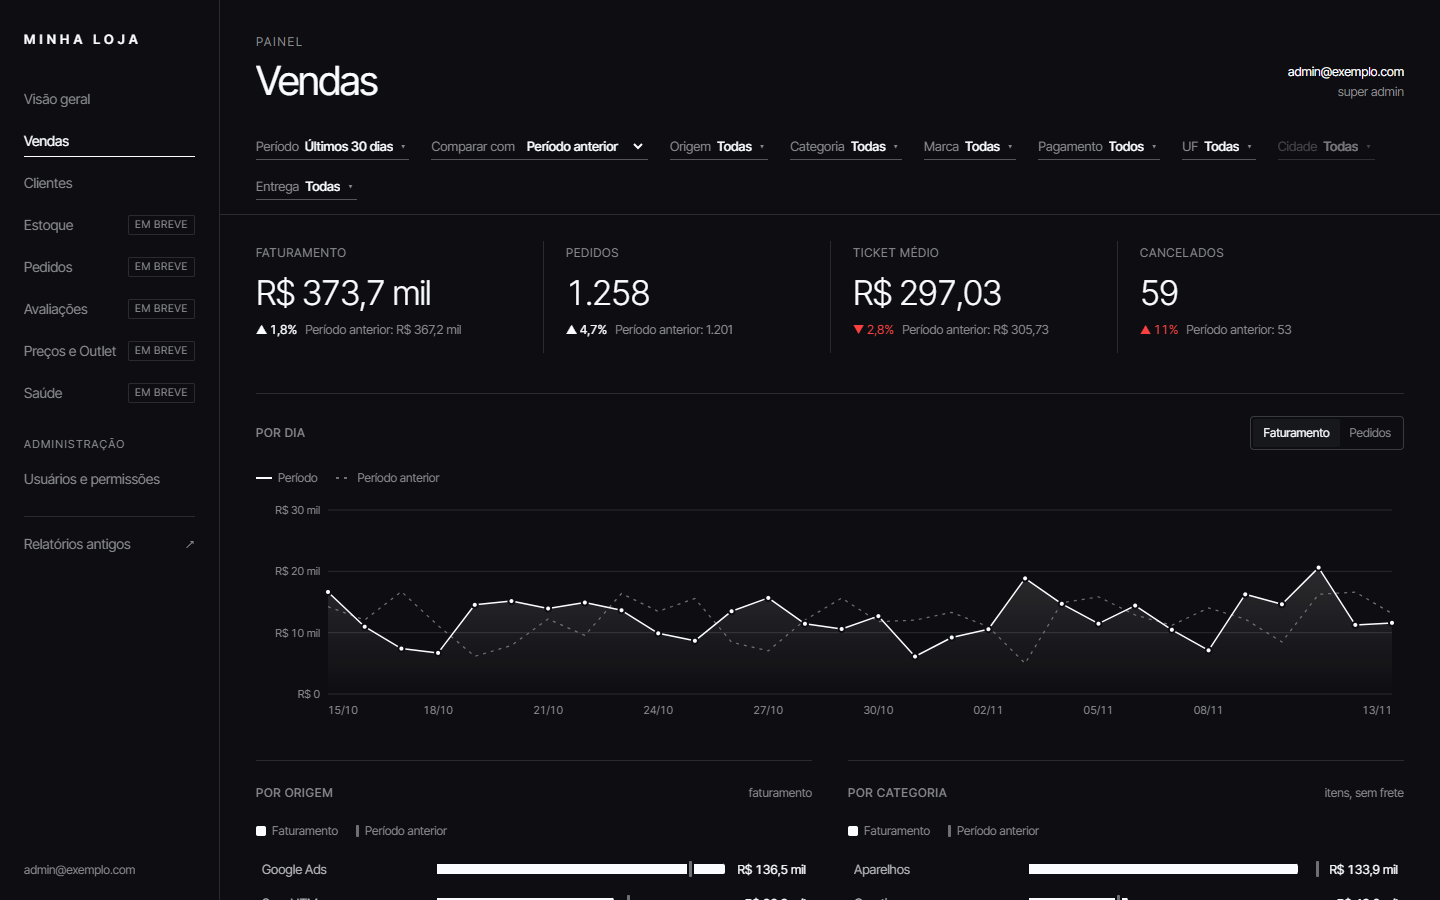 MINHA LOJA
Visão geral
Vendas
Clientes
Estoque EM BREVE
Pedidos EM BREVE
Avaliações EM BREVE
Preços e Outlet EM BREVE
Saúde EM BREVE
ADMINISTRAÇÃO
Usuários e permissões
Relatórios antigos ↗
admin@exemplo.com
PAINEL
Vendas
admin@exemplo.com
super admin
Período Últimos 30 dias Comparar com Período anterior Origem Todas Categoria Todas Marca Todas Pagamento Todos UF Todas Cidade Todas
Entrega Todas
FATURAMENTO
R$ 373,7 mil
▲ 1,8% Período anterior: R$ 367,2 mil
PEDIDOS
1.258
▲ 4,7% Período anterior: 1.201
TICKET MÉDIO
R$ 297,03
▼ 2,8% Período anterior: R$ 305,73
CANCELADOS
59
▲ 11% Período anterior: 53
POR DIA
Faturamento Pedidos
Período Período anterior
R$ 30 mil
R$ 20 mil
R$ 10 mil
R$ 0
15/10 18/10 21/10 24/10 27/10 30/10 02/11 05/11 08/11 13/11
POR ORIGEM faturamento
Faturamento Período anterior
Google Ads R$ 136,5 mil
POR CATEGORIA itens, sem frete
Faturamento Período anterior
Aparelhos R$ 133,9 mil